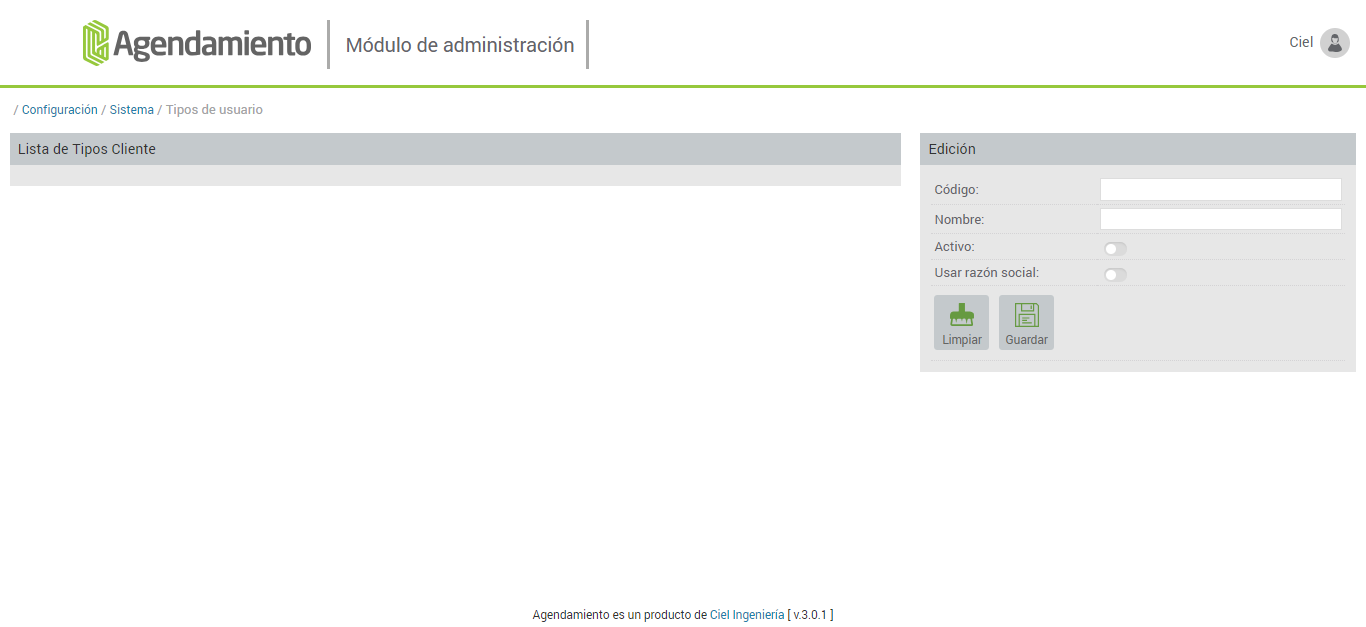 Agendamiento
Módulo de administración
Ciel
/ Configuración / Sistema / Tipos de usuario
Lista de Tipos Cliente
Edición
Código:
Nombre:
Activo:
Usar razón social:
Limpiar
Guardar
Agendamiento es un producto de Ciel Ingeniería [ v.3.0.1 ]